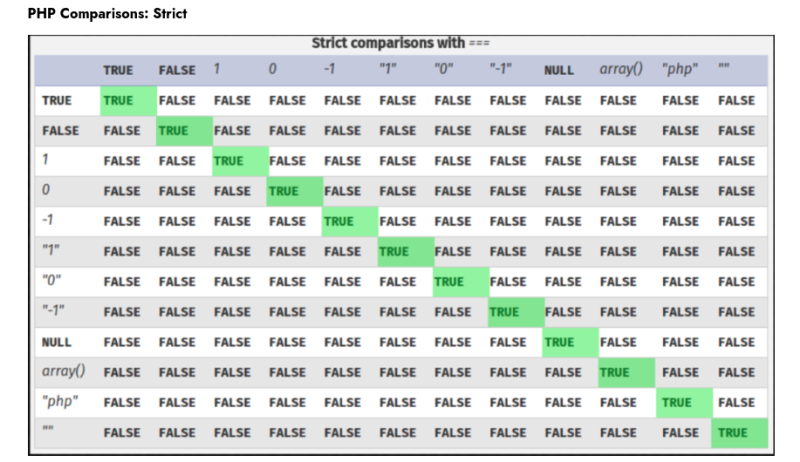 PHP Comparisons: Strict
Strict comparisons with ===
TRUE FALSE 1 0 -1 "1" "0" "-1" NULL array() "php" ""
TRUE TRUE FALSE FALSE FALSE FALSE FALSE FALSE FALSE FALSE FALSE FALSE FALSE
FALSE FALSE TRUE FALSE FALSE FALSE FALSE FALSE FALSE FALSE FALSE FALSE FALSE
1 FALSE FALSE TRUE FALSE FALSE FALSE FALSE FALSE FALSE FALSE FALSE FALSE
0 FALSE FALSE FALSE TRUE FALSE FALSE FALSE FALSE FALSE FALSE FALSE FALSE
-1 FALSE FALSE FALSE FALSE TRUE FALSE FALSE FALSE FALSE FALSE FALSE FALSE
"1" FALSE FALSE FALSE FALSE FALSE TRUE FALSE FALSE FALSE FALSE FALSE FALSE
"0" FALSE FALSE FALSE FALSE FALSE FALSE TRUE FALSE FALSE FALSE FALSE FALSE
"-1" FALSE FALSE FALSE FALSE FALSE FALSE FALSE TRUE FALSE FALSE FALSE FALSE
NULL FALSE FALSE FALSE FALSE FALSE FALSE FALSE FALSE TRUE FALSE FALSE FALSE
array() FALSE FALSE FALSE FALSE FALSE FALSE FALSE FALSE FALSE TRUE FALSE FALSE
"php" FALSE FALSE FALSE FALSE FALSE FALSE FALSE FALSE FALSE FALSE TRUE FALSE
"" FALSE FALSE FALSE FALSE FALSE FALSE FALSE FALSE FALSE FALSE FALSE TRUE